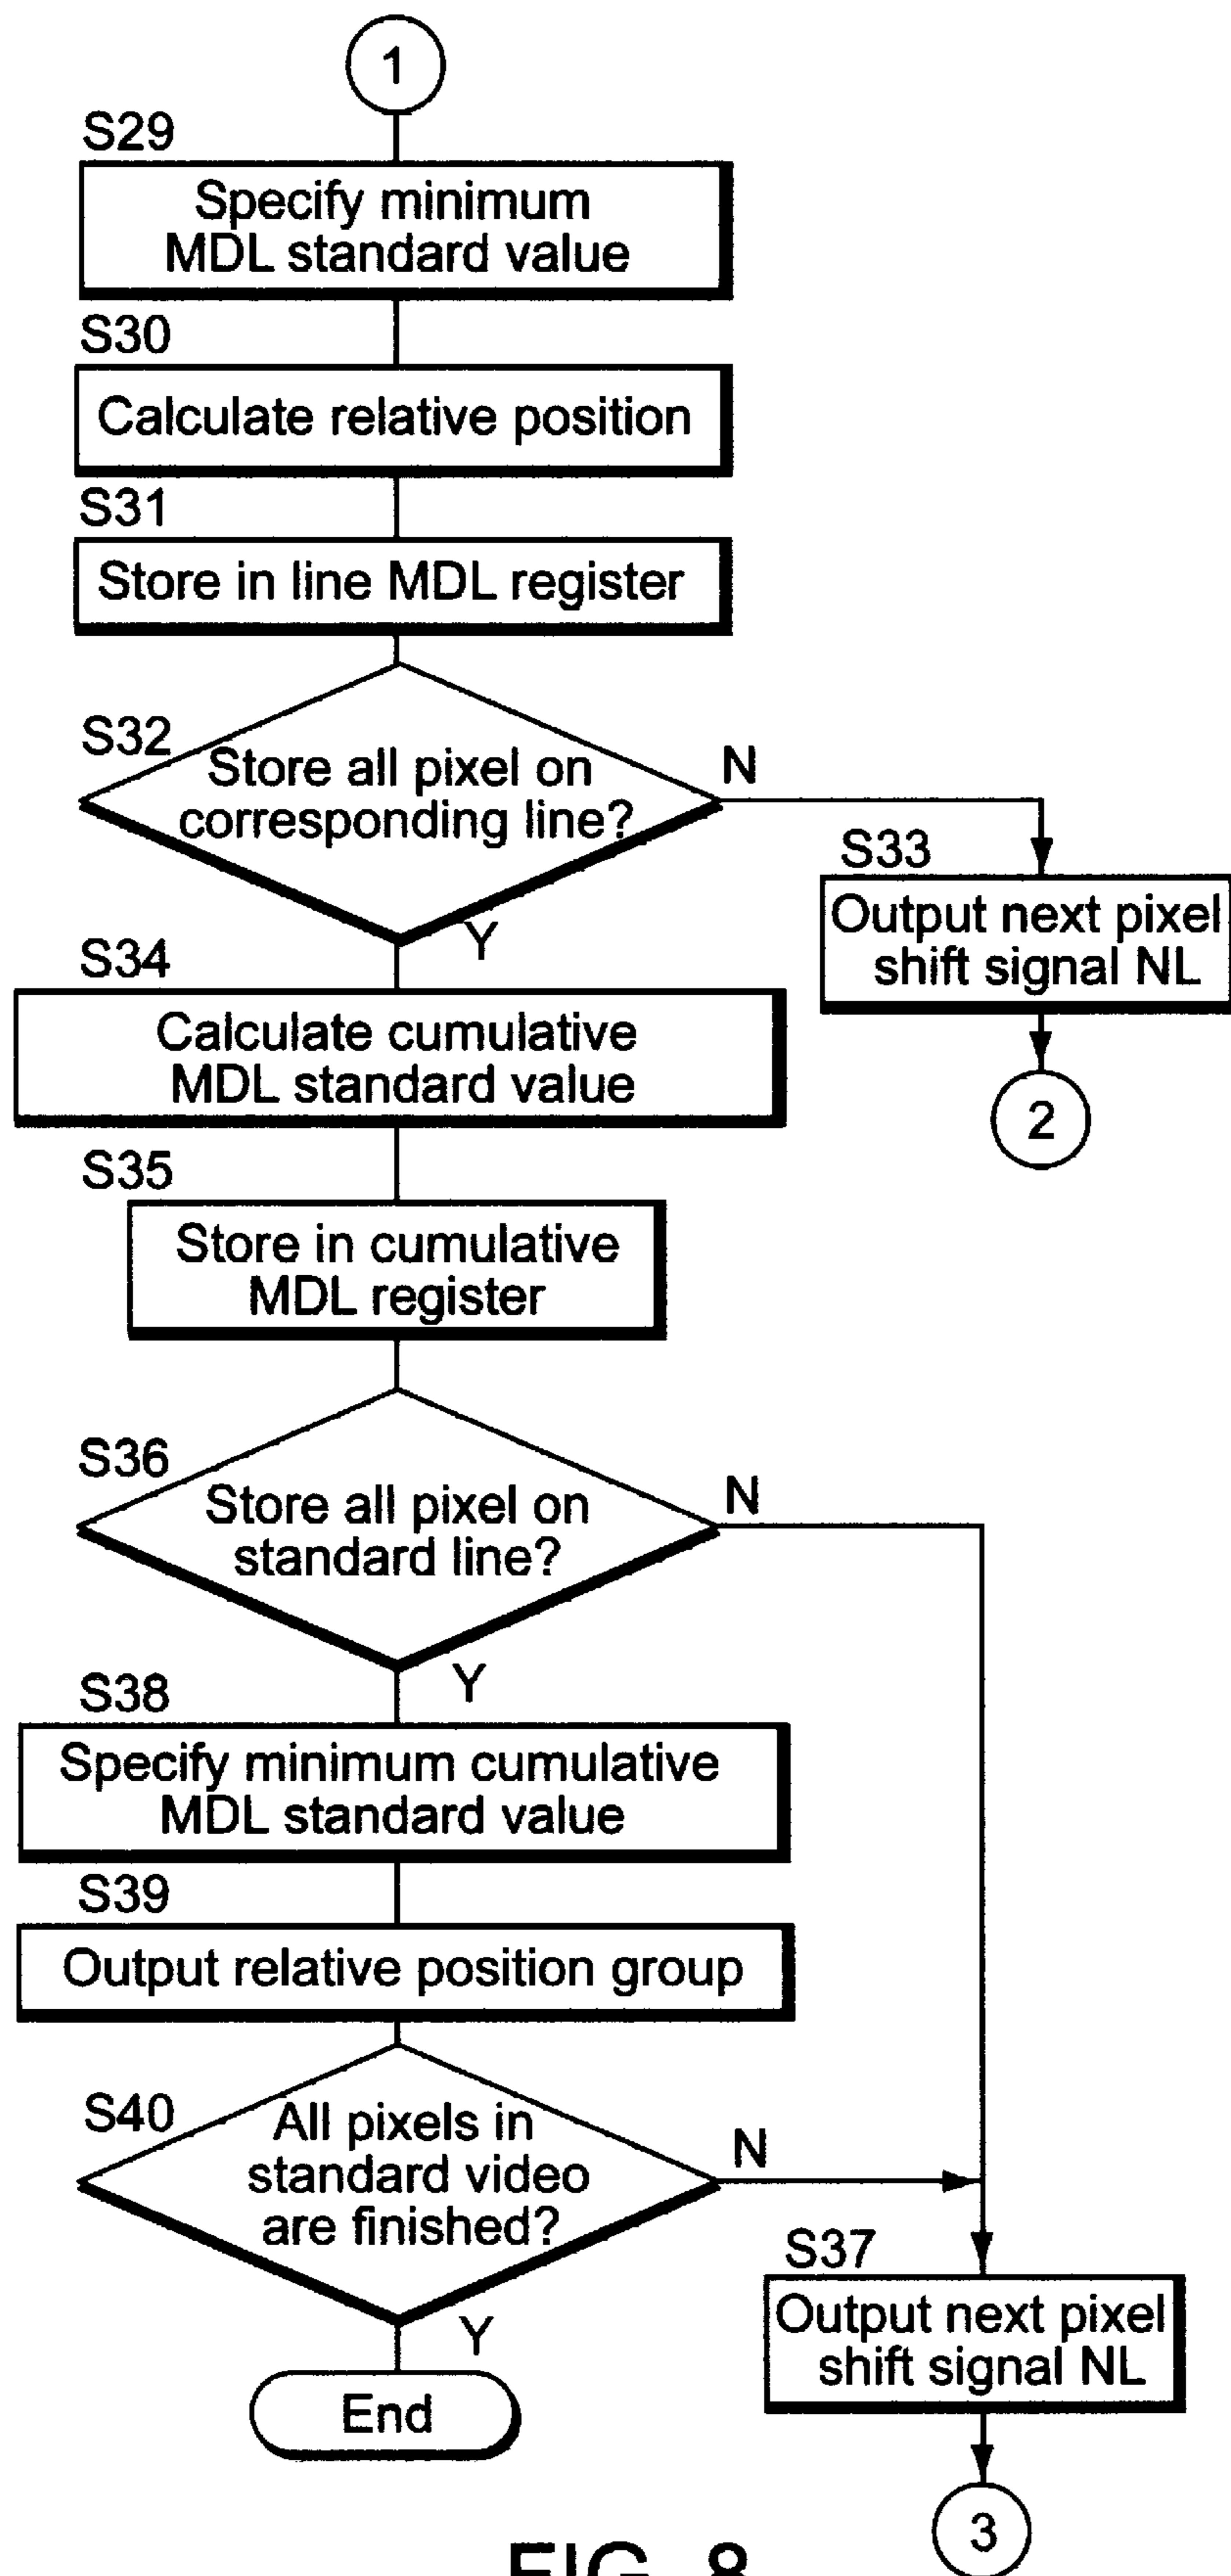 1
S29
Specify minimum
MDL standard value
S30
Calculate relative position
S31
Store in line MDL register
S32
Store all pixel on
corresponding line?
N
Y
S33
Output next pixel
shift signal NL
2
S34
Calculate cumulative
MDL standard value
S35
Store in cumulative
MDL register
S36
Store all pixel on
standard line?
N
Y
S38
Specify minimum cumulative
MDL standard value
S39
Output relative position group
S40
All pixels in
standard video
are finished?
N
Y
S37
Output next pixel
shift signal NL
End
3
FIG. 8